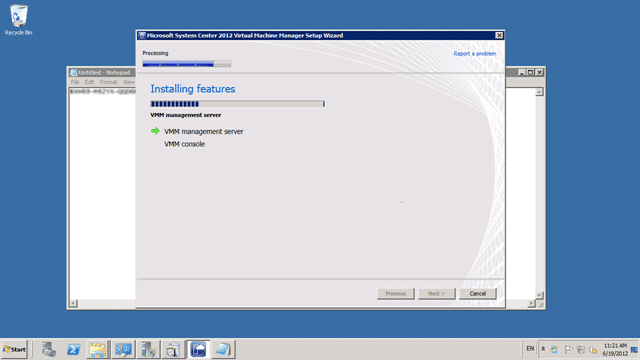 Recycle Bin
Microsoft System Center 2012 Virtual Machine Manager Setup Wizard
Processing
Report a problem
Untitled - Notepad
File Edit Format View
Installing features
VMM management server
VMM management server
VMM console
Previous
Next >
Cancel
Start
EN
11:21 AM
6/19/2012